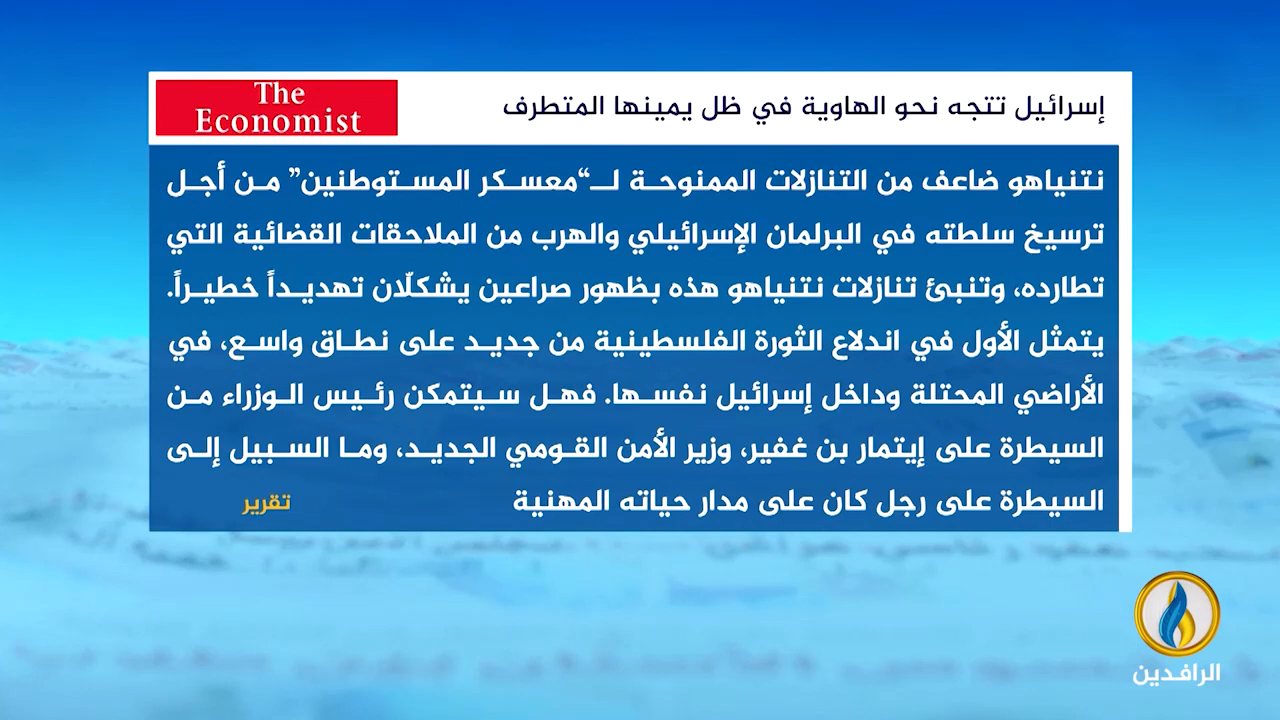 The
Economist
إسرائيل تتجه نحو الهاوية في ظل يمينها المتطرف
نتنياهو ضاعف من التنازلات الممنوحة لـ“معسكر المستوطنين” من أجل
ترسيخ سلطته في البرلمان الإسرائيلي والهرب من الملاحقات القضائية التي
تطارده، وتنبئ تنازلات نتنياهو هذه بظهور صراعين يشكلّان تهديداً خطيراً.
يتمثل الأول في اندلاع الثورة الفلسطينية من جديد على نطاق واسع، في
الأراضي المحتلة وداخل إسرائيل نفسها. فهل سيتمكن رئيس الوزراء من
السيطرة على إيتمار بن غفير، وزير الأمن القومي الجديد، وما السبيل إلى
السيطرة على رجل كان على مدار حياته المهنية
تقرير
الرافدين